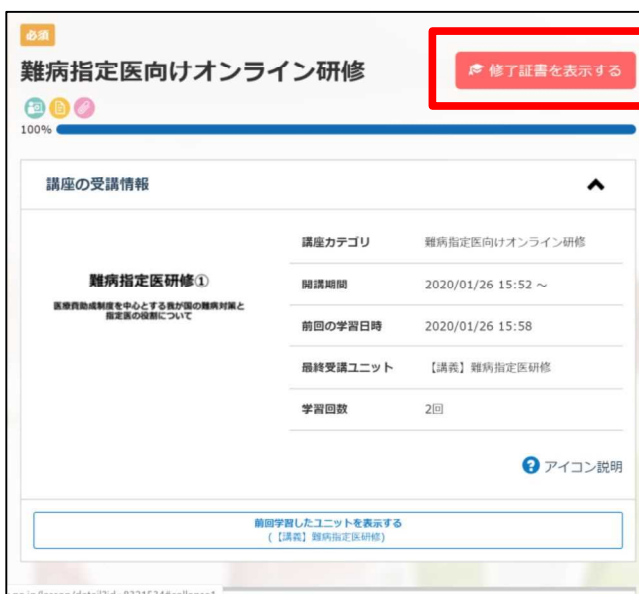 必須
難病指定医向けオンライン研修
修了証書を表示する
100%
講座の受講情報
難病指定医研修①
医療費助成制度を中心とする我が国の難病対策と
指定医の役割について
講座カテゴリ 難病指定医向けオンライン研修
開講期間 2020/01/26 15:52 ～
前回の学習日時 2020/01/26 15:58
最終受講ユニット 【講義】難病指定医研修
学習回数 2回
アイコン説明
前回学習したユニットを表示する
(【講義】難病指定医研修)